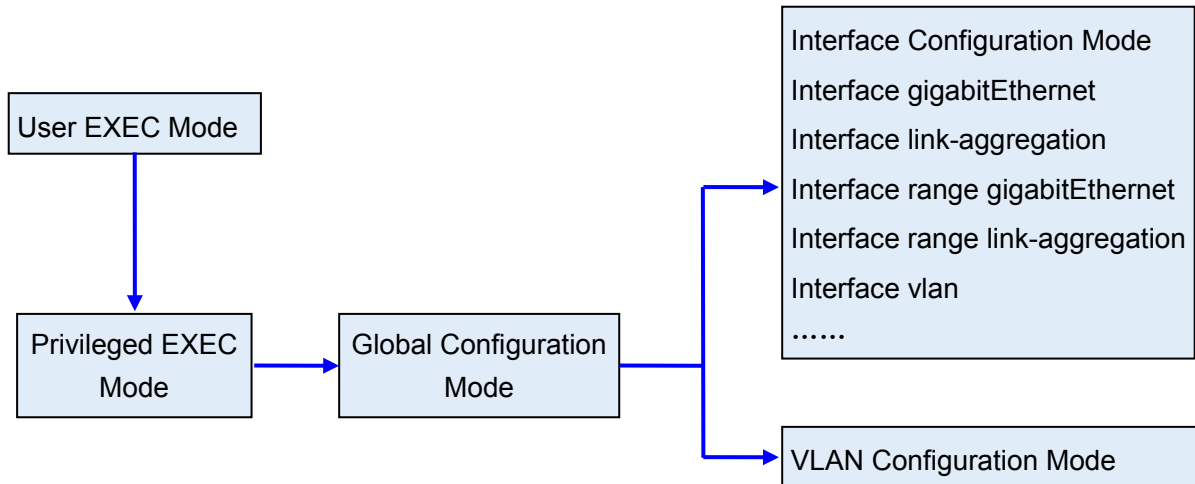 User EXEC Mode
Privileged EXEC
Mode
Global Configuration
Mode
Interface Configuration Mode
Interface gigabitEthernet
Interface link-aggregation
Interface range gigabitEthernet
Interface range link-aggregation
Interface vlan
……
VLAN Configuration Mode